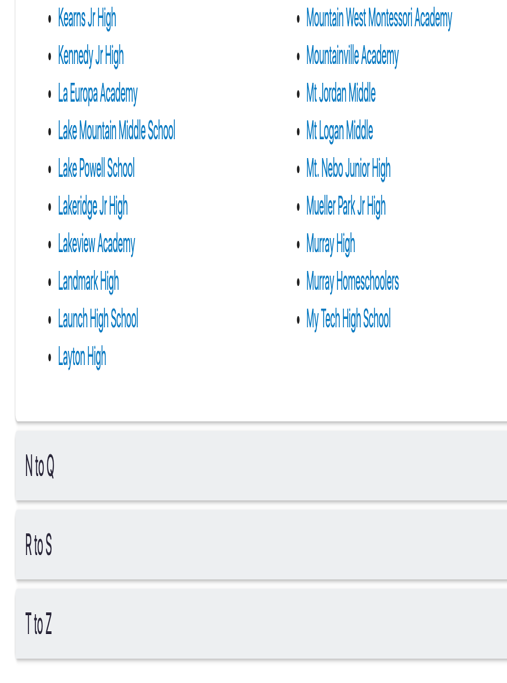 Kearns Jr High
Kennedy Jr High
La Europa Academy
Lake Mountain Middle School
Lake Powell School
Lakeridge Jr High
Lakeview Academy
Landmark High
Launch High School
Layton High
Mountain West Montessori Academy
Mountainville Academy
Mt Jordan Middle
Mt Logan Middle
Mt. Nebo Junior High
Mueller Park Jr High
Murray High
Murray Homeschoolers
My Tech High School
N to Q
R to S
T to Z